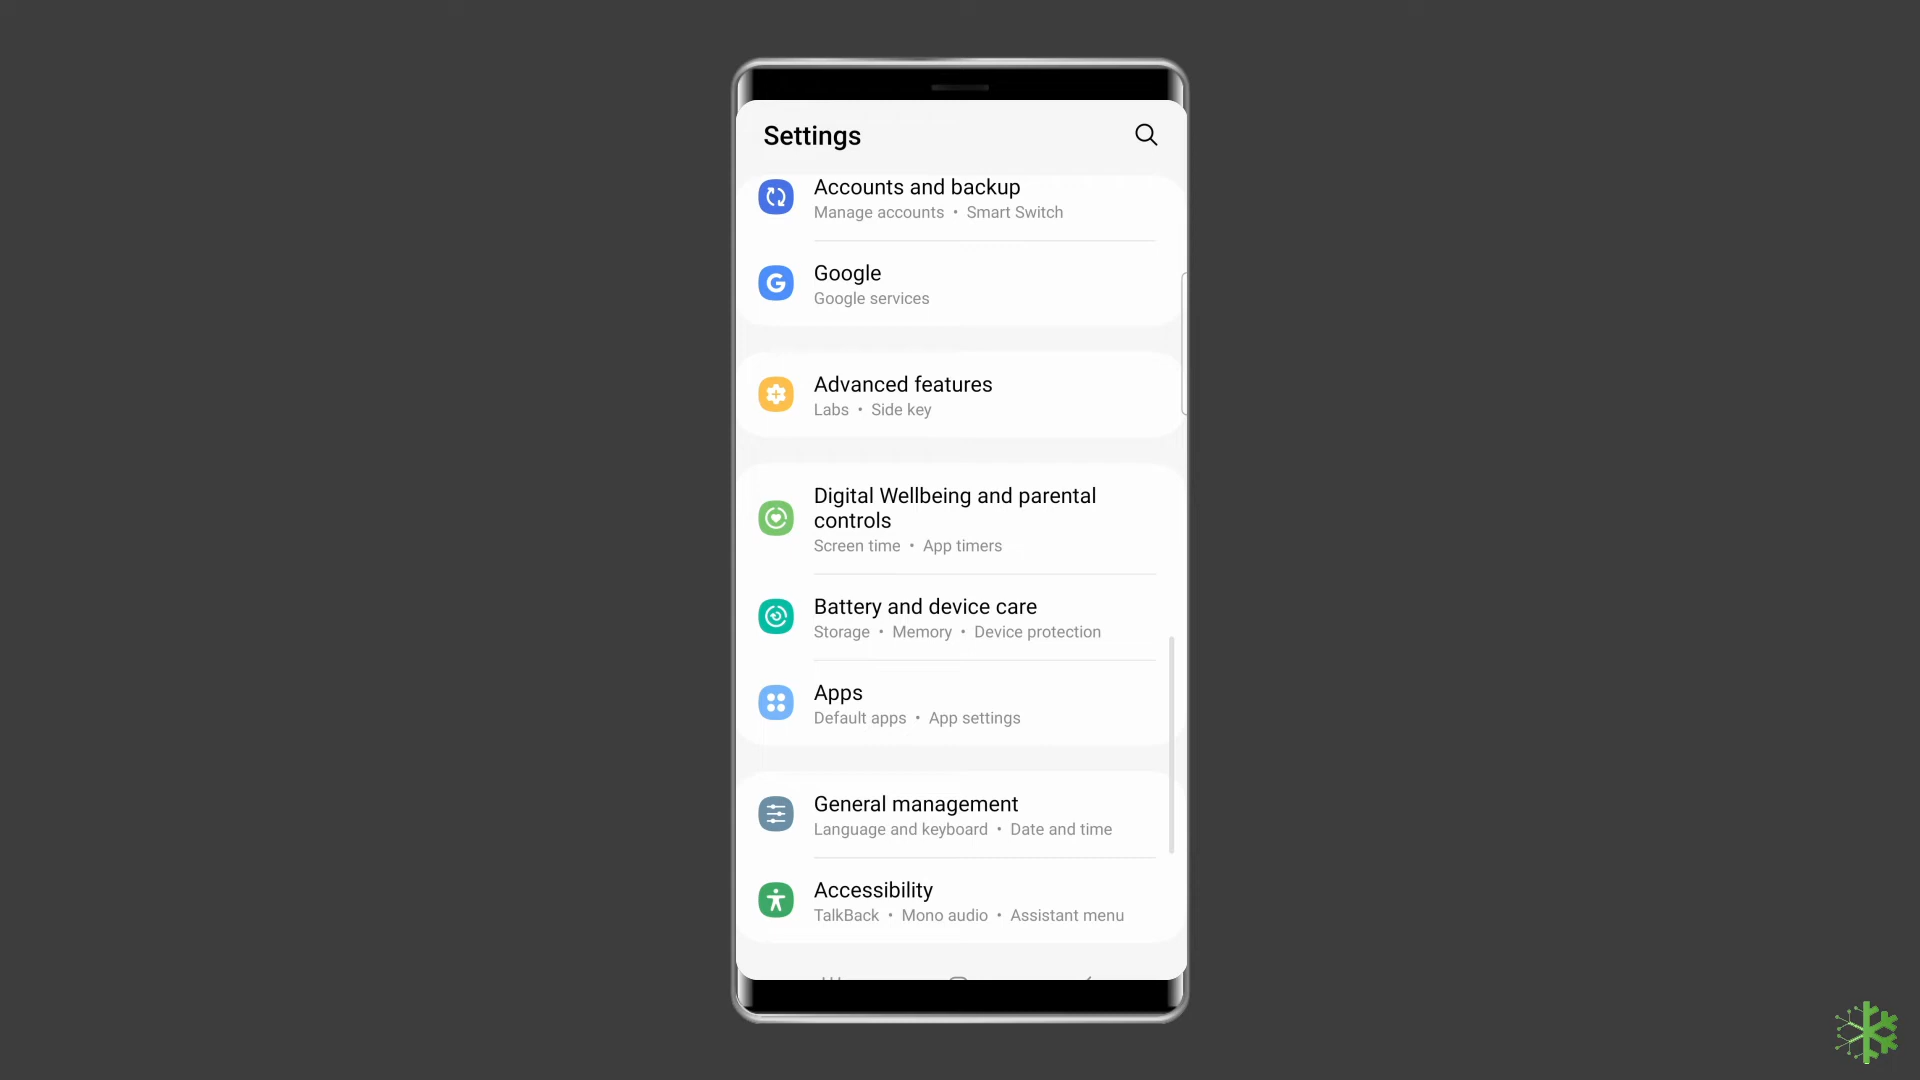 Settings
Accounts and backup
Manage accounts • Smart Switch
Google
Google services
Advanced features
Labs • Side key
Digital Wellbeing and parental
controls
Screen time • App timers
Battery and device care
Storage • Memory • Device protection
Apps
Default apps • App settings
General management
Language and keyboard • Date and time
Accessibility
TalkBack • Mono audio • Assistant menu